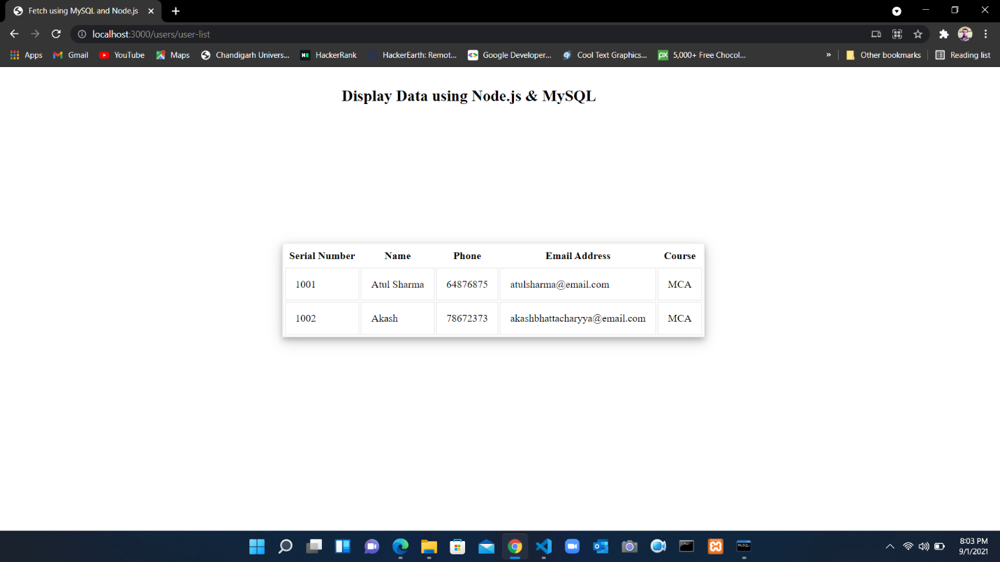 Fetch using MySQL and Node.js
localhost:3000/users/user-list
Apps Gmail YouTube Maps Chandigarh Univers... HackerRank HackerEarth: Remot... Google Developer... Cool Text Graphics... px 5,000+ Free Chocol... » Other bookmarks Reading list
Display Data using Node.js & MySQL
Serial Number Name Phone Email Address Course
1001 Atul Sharma 64876875 atulsharma@email.com MCA
1002 Akash 78672373 akashbhattacharyya@email.com MCA
8:03 PM
9/1/2021